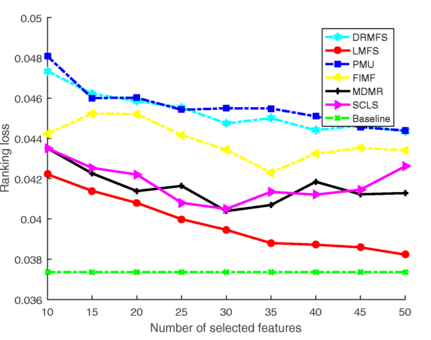 0.05
0.048
0.046
0.044
0.042
0.04
0.038
0.036
Ranking loss
10 15 20 25 30 35 40 45 50
Number of selected features
DRMFS
LMFS
PMU
FIMF
MDMR
SCLS
Baseline